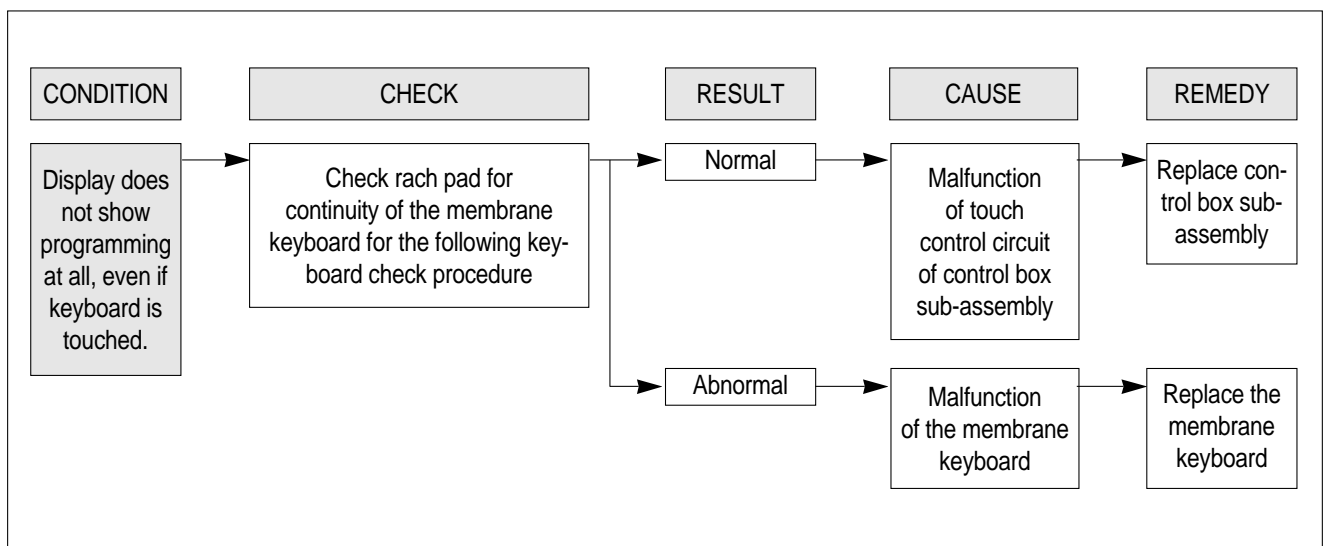 CONDITION
CHECK
RESULT
CAUSE
REMEDY
Display does
not show
programming
at all, even if
keyboard is
touched.
Check rach pad for
continuity of the membrane
keyboard for the following key-
board check procedure
Normal
Malfunction
of touch
control circuit
of control box
sub-assembly
Replace con-
trol box sub-
assembly
Abnormal
Malfunction
of the membrane
keyboard
Replace the
membrane
keyboard